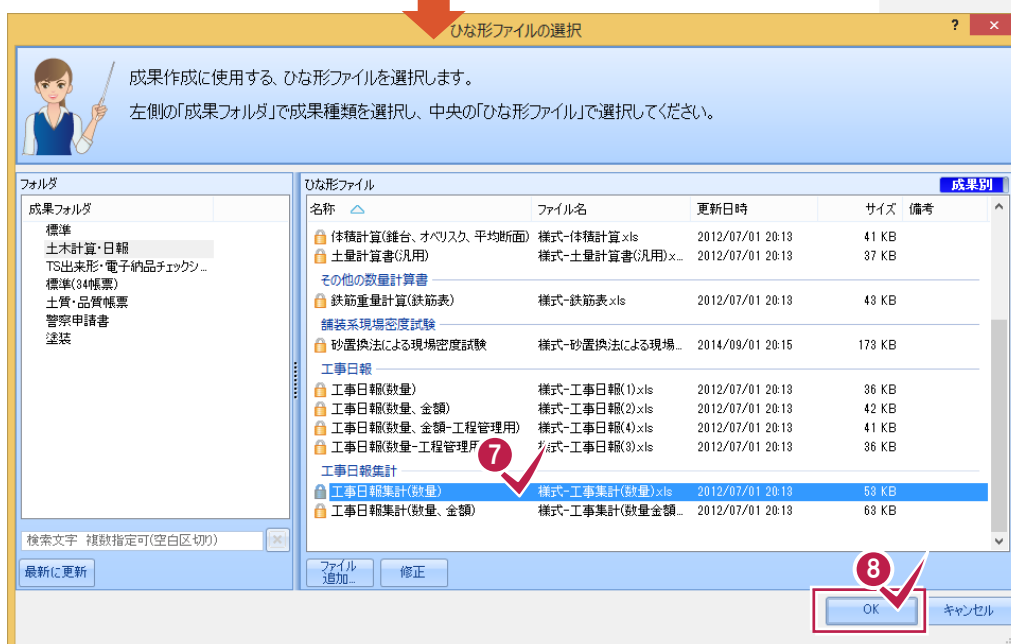 ひな形ファイルの選択
? ×
成果作成に使用する、ひな形ファイルを選択します。
左側の「成果フォルダ」で成果種類を選択し、中央の「ひな形ファイル」で選択してください。
フォルダ
成果フォルダ
標準
土木計算・日報
TS出来形・電子納品チェックシ...
標準(34帳票)
土質・品質帳票
警察申請書
塗装
検索文字 複数指定可(空白区切り)
最新に更新
ひな形ファイル 成果別
名称 ファイル名 更新日時 サイズ 備考
体積計算(錐台、オベリスク、平均断面) 様式-体積計算.xls 2012/07/01 20:13 41 KB
土量計算書(汎用) 様式-土量計算書(汎用).x... 2012/07/01 20:13 37 KB
その他の数量計算書
鉄筋重量計算(鉄筋表) 様式-鉄筋表.xls 2012/07/01 20:13 43 KB
舗装系現場密度試験
砂置換法による現場密度試験 様式-砂置換法による現場... 2014/09/01 20:15 173 KB
工事日報
工事日報(数量) 様式-工事日報(1).xls 2012/07/01 20:13 36 KB
工事日報(数量、金額) 様式-工事日報(2).xls 2012/07/01 20:13 42 KB
工事日報(数量、金額-工程管理用) 様式-工事日報(4).xls 2012/07/01 20:13 41 KB
工事日報(数量-工程管理用 様式-工事日報(3).xls 2012/07/01 20:13 36 KB
7
工事日報集計
工事日報集計(数量) 様式-工事集計(数量).xls 2012/07/01 20:13 53 KB
工事日報集計(数量、金額) 様式-工事集計(数量金額... 2012/07/01 20:13 63 KB
ファイル追加... 修正
8
OK キャンセル